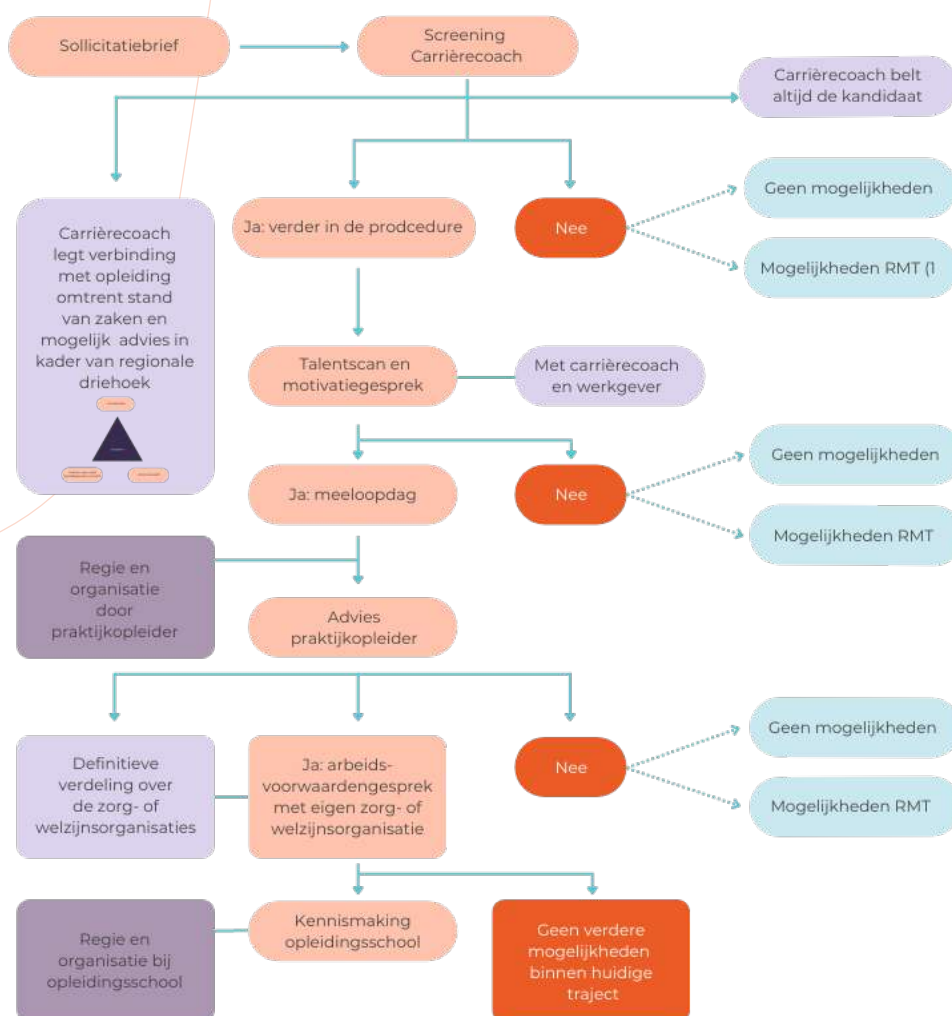 Sollicitatiebrief
Screening
Carrièrecoach
Carrièrecoach belt
altijd de kandidaat
Carrièrecoach
legt verbinding
met opleiding
omtrent stand
van zaken en
mogelijk advies in
kader van regionale
driehoek
Ja: verder in de prodcedure
Nee
Geen mogelijkheden
Mogelijkheden RMT (1
Talentscan en
motivatiegesprek
Met carrièrecoach
en werkgever
Ja: meeloopdag
Nee
Geen mogelijkheden
Mogelijkheden RMT
Regie en
organisatie
door
praktijkopleider
Advies
praktijkopleider
Definitieve
verdeling over
de zorg- of
welzijnsorganisaties
Ja: arbeids-
voorwaardengesprek
met eigen zorg- of
welzijnsorganisatie
Nee
Geen mogelijkheden
Mogelijkheden RMT
Regie en
organisatie bij
opleidingsschool
Kennismaking
opleidingsschool
Geen verdere
mogelijkheden
binnen huidige
traject